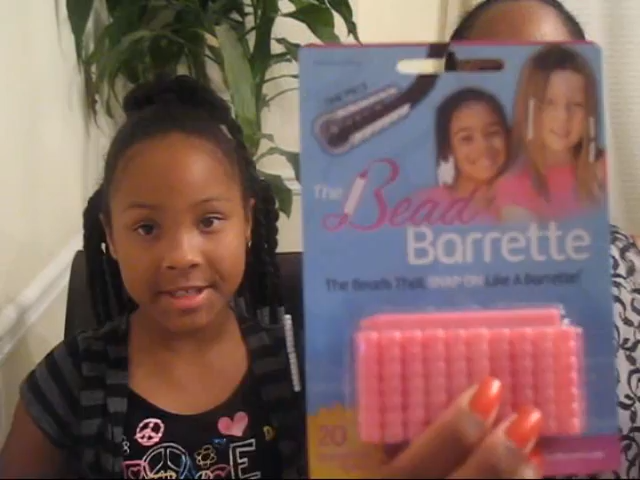 The
Bead
Barrette
The Beads That SNAP ON Like A Barrette!
20